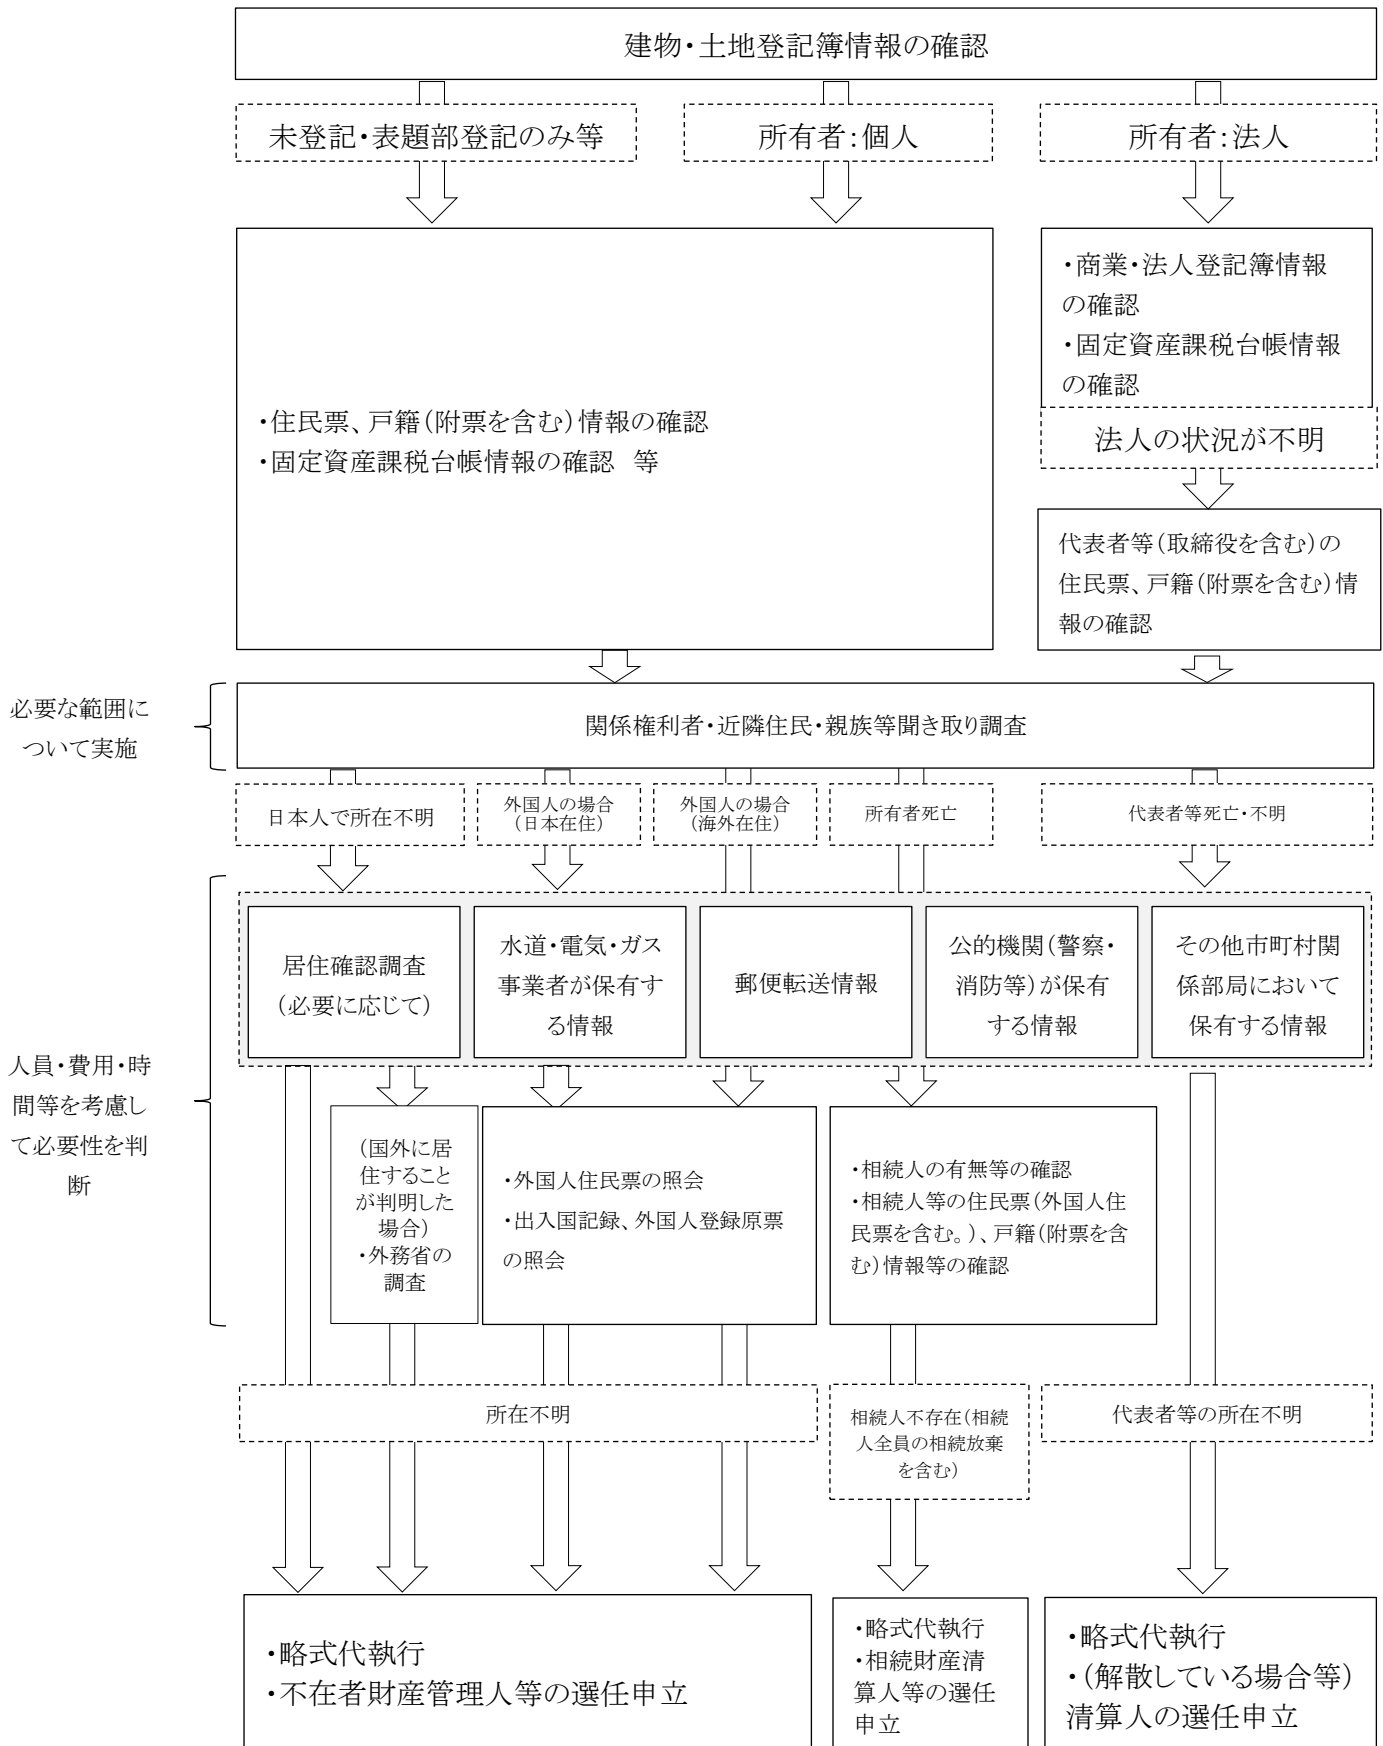 建物・土地登記簿情報の確認
未登記・表題部登記のみ等
所有者：個人
所有者：法人
・住民票、戸籍（附票を含む）情報の確認
・固定資産課税台帳情報の確認　等
・商業・法人登記簿情報
の確認
・固定資産課税台帳情報
の確認
法人の状況が不明
代表者等（取締役を含む）の
住民票、戸籍（附票を含む）情
報の確認
必要な範囲に
ついて実施
関係権利者・近隣住民・親族等聞き取り調査
日本人で所在不明
外国人の場合
（日本在住）
外国人の場合
（海外在住）
所有者死亡
代表者等死亡・不明
人員・費用・時
間等を考慮し
て必要性を判
断
居住確認調査
（必要に応じて）
水道・電気・ガス
事業者が保有す
る情報
郵便転送情報
公的機関（警察・
消防等）が保有
する情報
その他市町村関
係部局において
保有する情報
（国外に居
住すること
が判明した
場合）
・外務省の
調査
・外国人住民票の照会
・出入国記録、外国人登録原票
の照会
・相続人の有無等の確認
・相続人等の住民票（外国人住
民票を含む。）、戸籍（附票を含
む）情報等の確認
所在不明
相続人不存在（相続
人全員の相続放棄
を含む）
代表者等の所在不明
・略式代執行
・不在者財産管理人等の選任申立
・略式代執行
・相続財産清
算人等の選任
申立
・略式代執行
・（解散している場合等）
清算人の選任申立